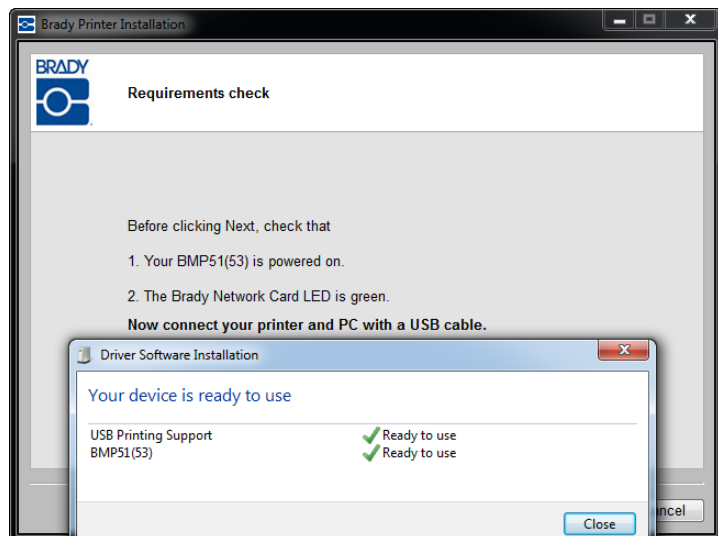 Brady Printer Installation
BRADY
Requirements check
Before clicking Next, check that
1. Your BMP51(53) is powered on.
2. The Brady Network Card LED is green.
Now connect your printer and PC with a USB cable.
Driver Software Installation
Your device is ready to use
USB Printing Support Ready to use
BMP51(53) Ready to use
Close
ncel